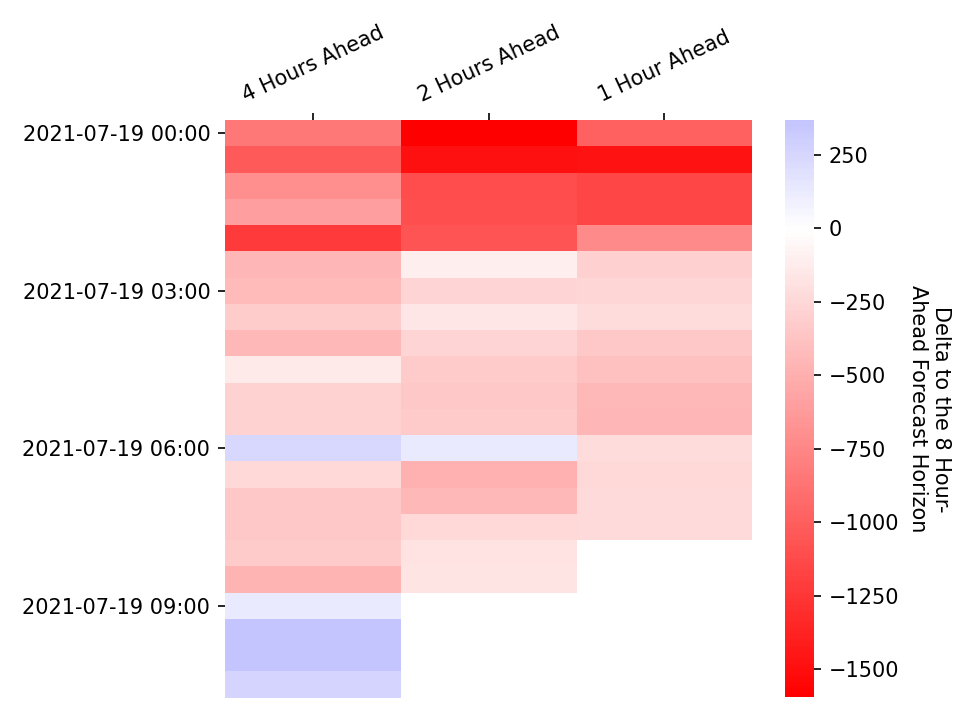 4 Hours Ahead
2 Hours Ahead
1 Hour Ahead
2021-07-19 00:00
2021-07-19 03:00
2021-07-19 06:00
2021-07-19 09:00
250
0
−250
−500
−750
−1000
−1250
−1500
Delta to the 8 Hour-
Ahead Forecast Horizon